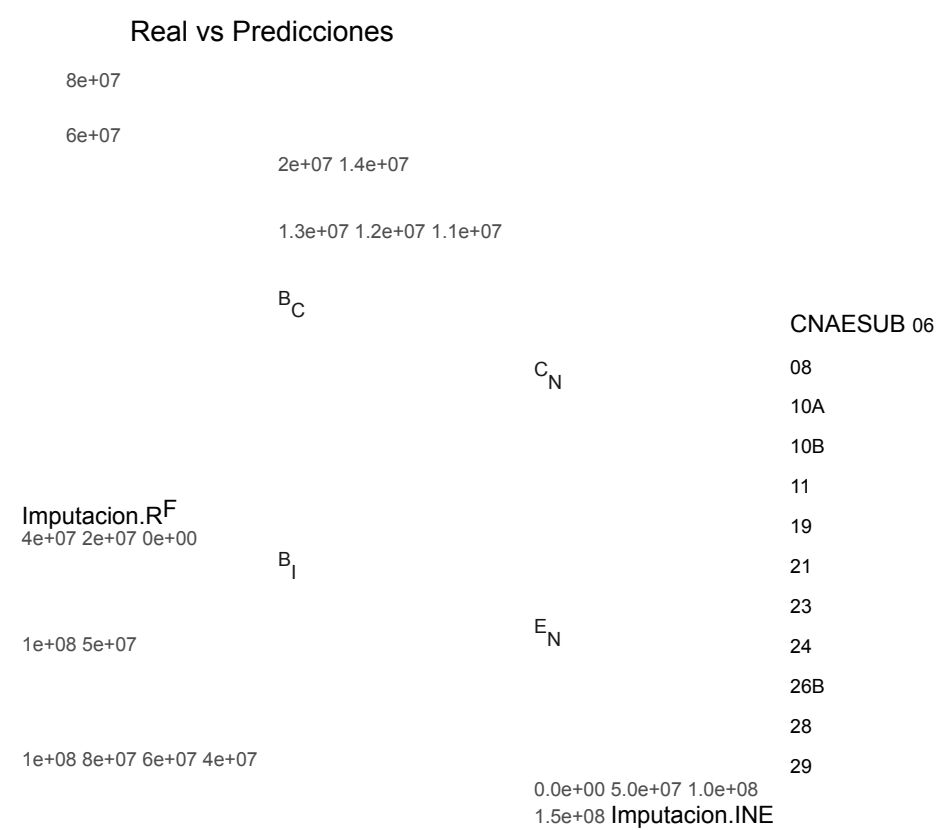 Real vs Predicciones
8e+07
6e+07
2e+07 1.4e+07
1.3e+07 1.2e+07 1.1e+07
B
C
CNAESUB 06
C
N
08
10A
10B
11
Imputacion.RF
4e+07 2e+07 0e+00
19
B
I
21
23
E
N
1e+08 5e+07
24
26B
28
1e+08 8e+07 6e+07 4e+07
29
0.0e+00 5.0e+07 1.0e+08
1.5e+08 Imputacion.INE